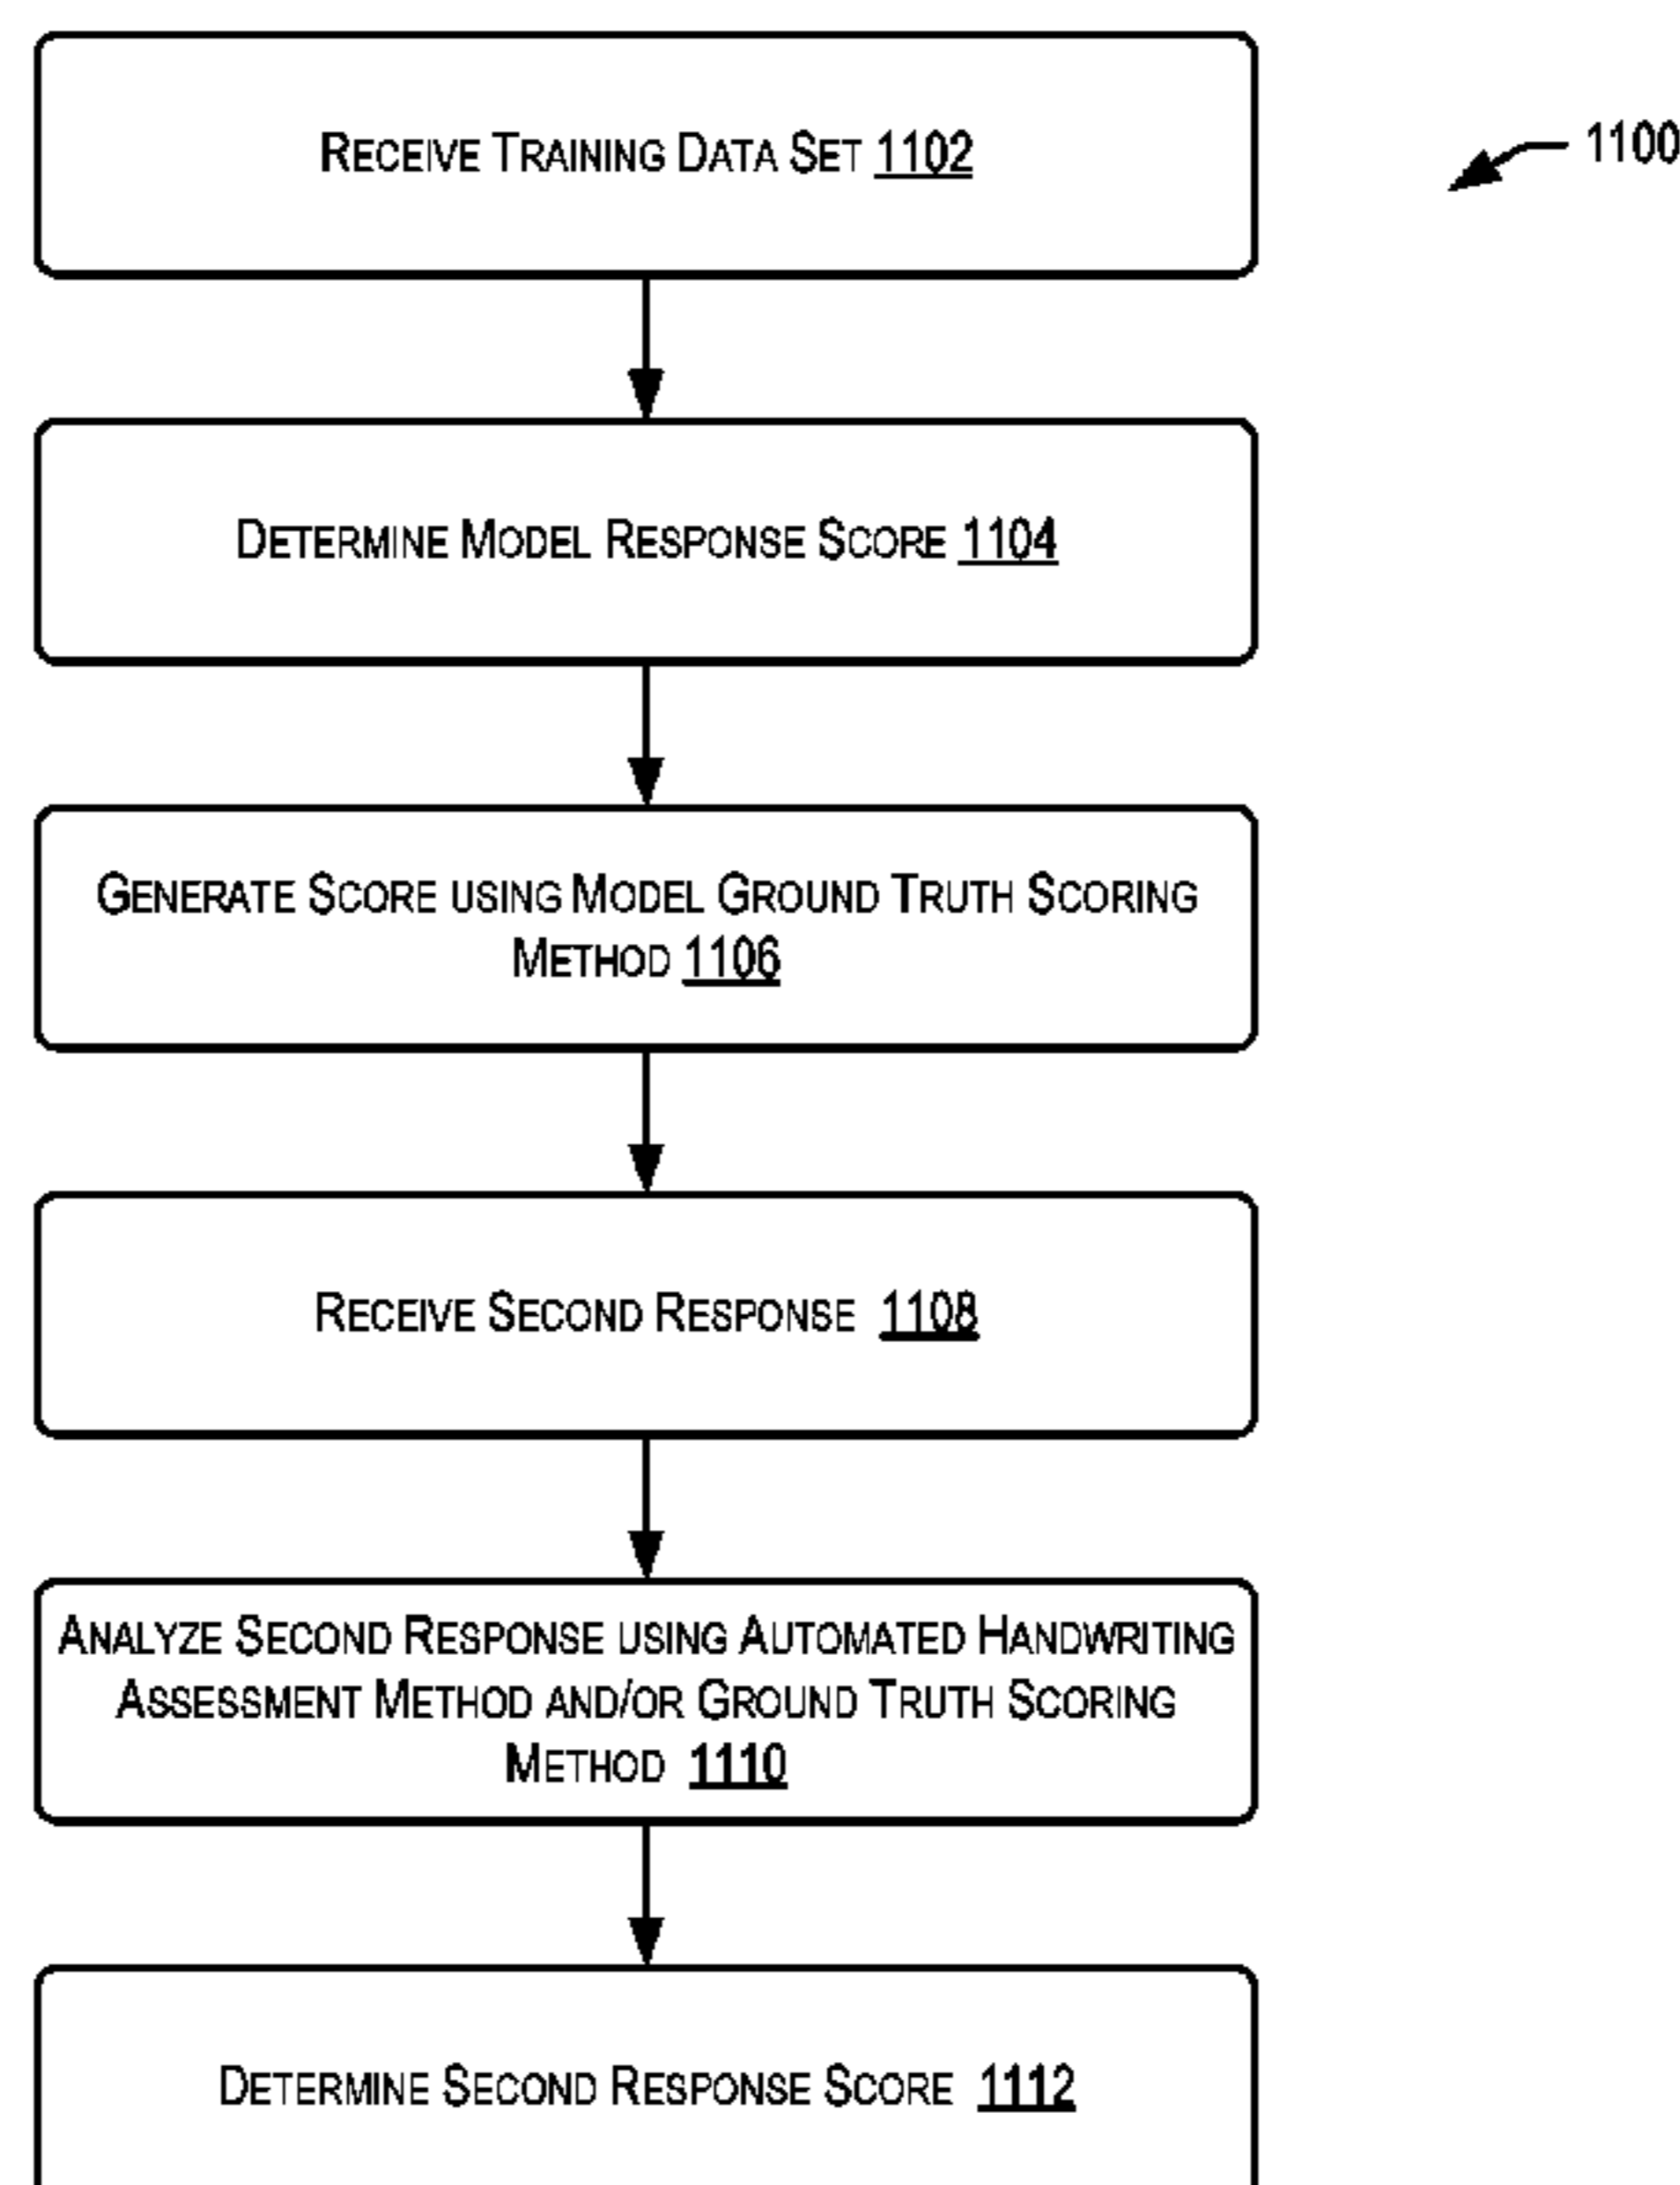 RECEIVE TRAINING DATA SET 1102
1100
DETERMINE MODEL RESPONSE SCORE 1104
GENERATE SCORE USING MODEL GROUND TRUTH SCORING
METHOD 1106
RECEIVE SECOND RESPONSE 1108
ANALYZE SECOND RESPONSE USING AUTOMATED HANDWRITING
ASSESSMENT METHOD AND/OR GROUND TRUTH SCORING
METHOD 1110
DETERMINE SECOND RESPONSE SCORE 1112